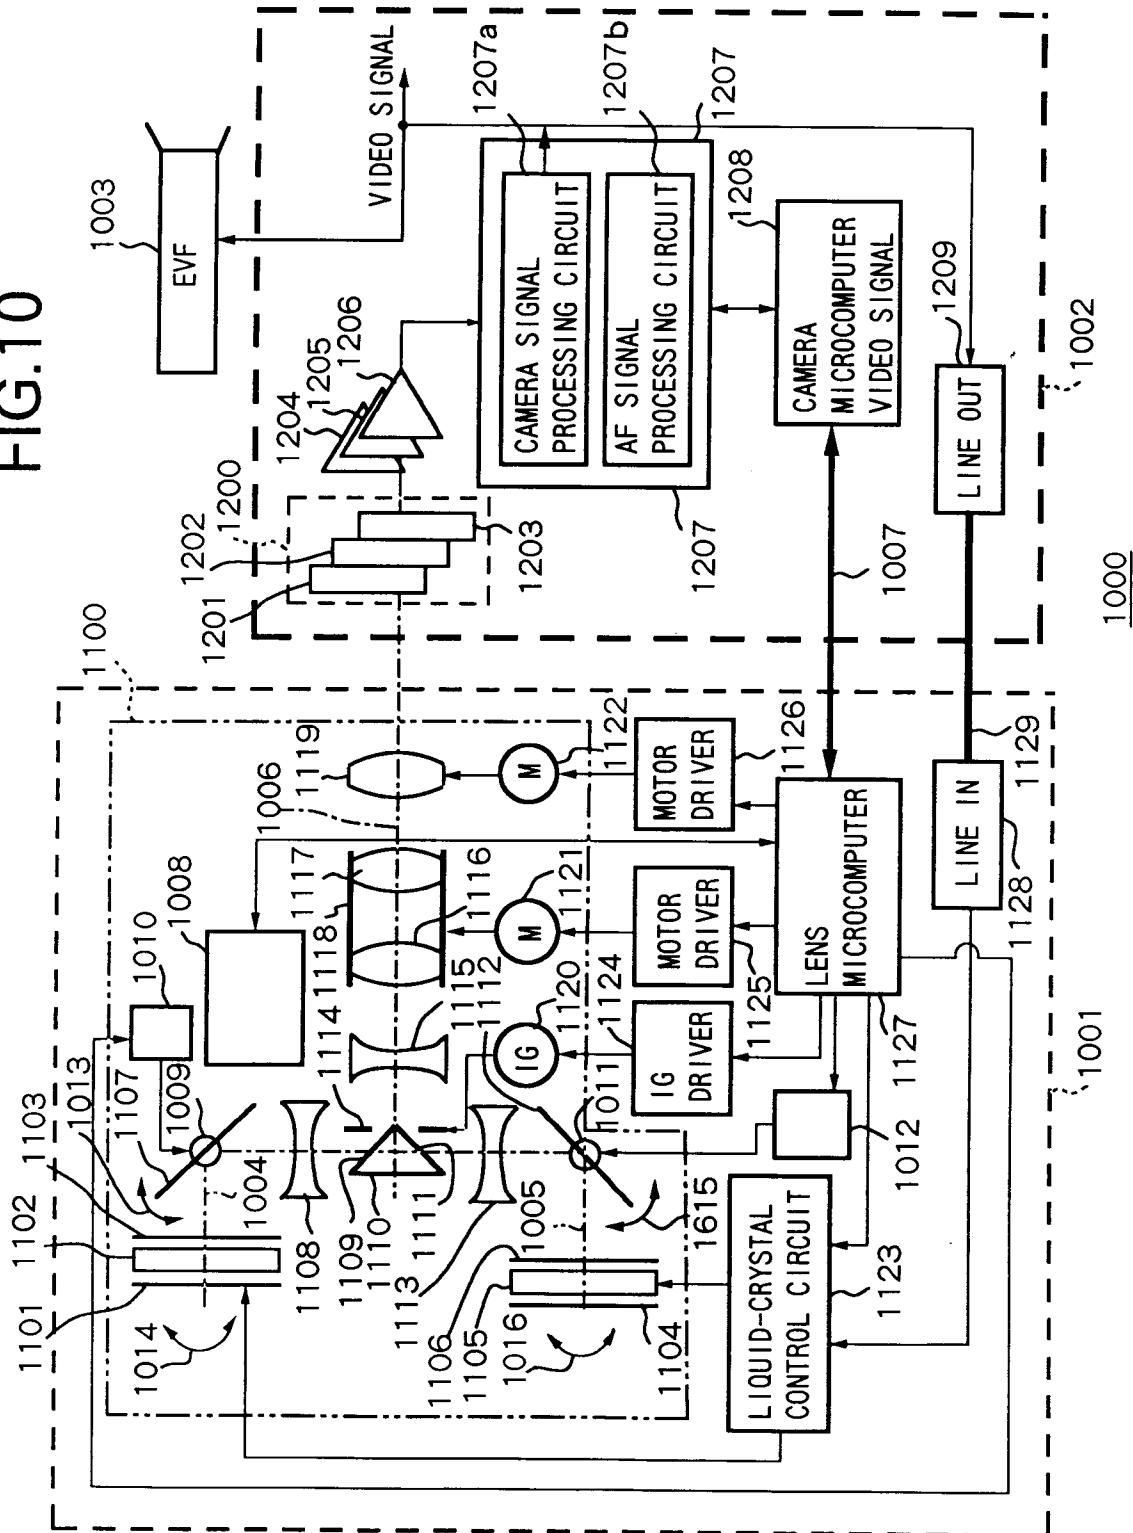 FIG.10
1003
EVF
VIDEO SIGNAL
1207a
1207b
1207
1208
1209
1002
1204
1205
1206
CAMERA SIGNAL
PROCESSING CIRCUIT
AF SIGNAL
PROCESSING CIRCUIT
CAMERA
MICROCOMPUTER
VIDEO SIGNAL
LINE OUT
1200
1202
1201
1203
1207
1007
1000
1100
1119
1006
1122
M
MOTOR
DRIVER
1126
1129
LINE IN
1128
1008
1010
1117
1118
1116
1121
M
MOTOR
DRIVER
1125
LENS
MICROCOMPUTER
1127
1115
1112
1114
1120
IG
1124
IG
DRIVER
1011
1012
1001
1009
1107
1013
1103
1102
1101
1004
1014
1108
1109
1110
1111
1113
1005
1106
1105
1016
1104
1615
LIQUID-CRYSTAL
CONTROL CIRCUIT
1123